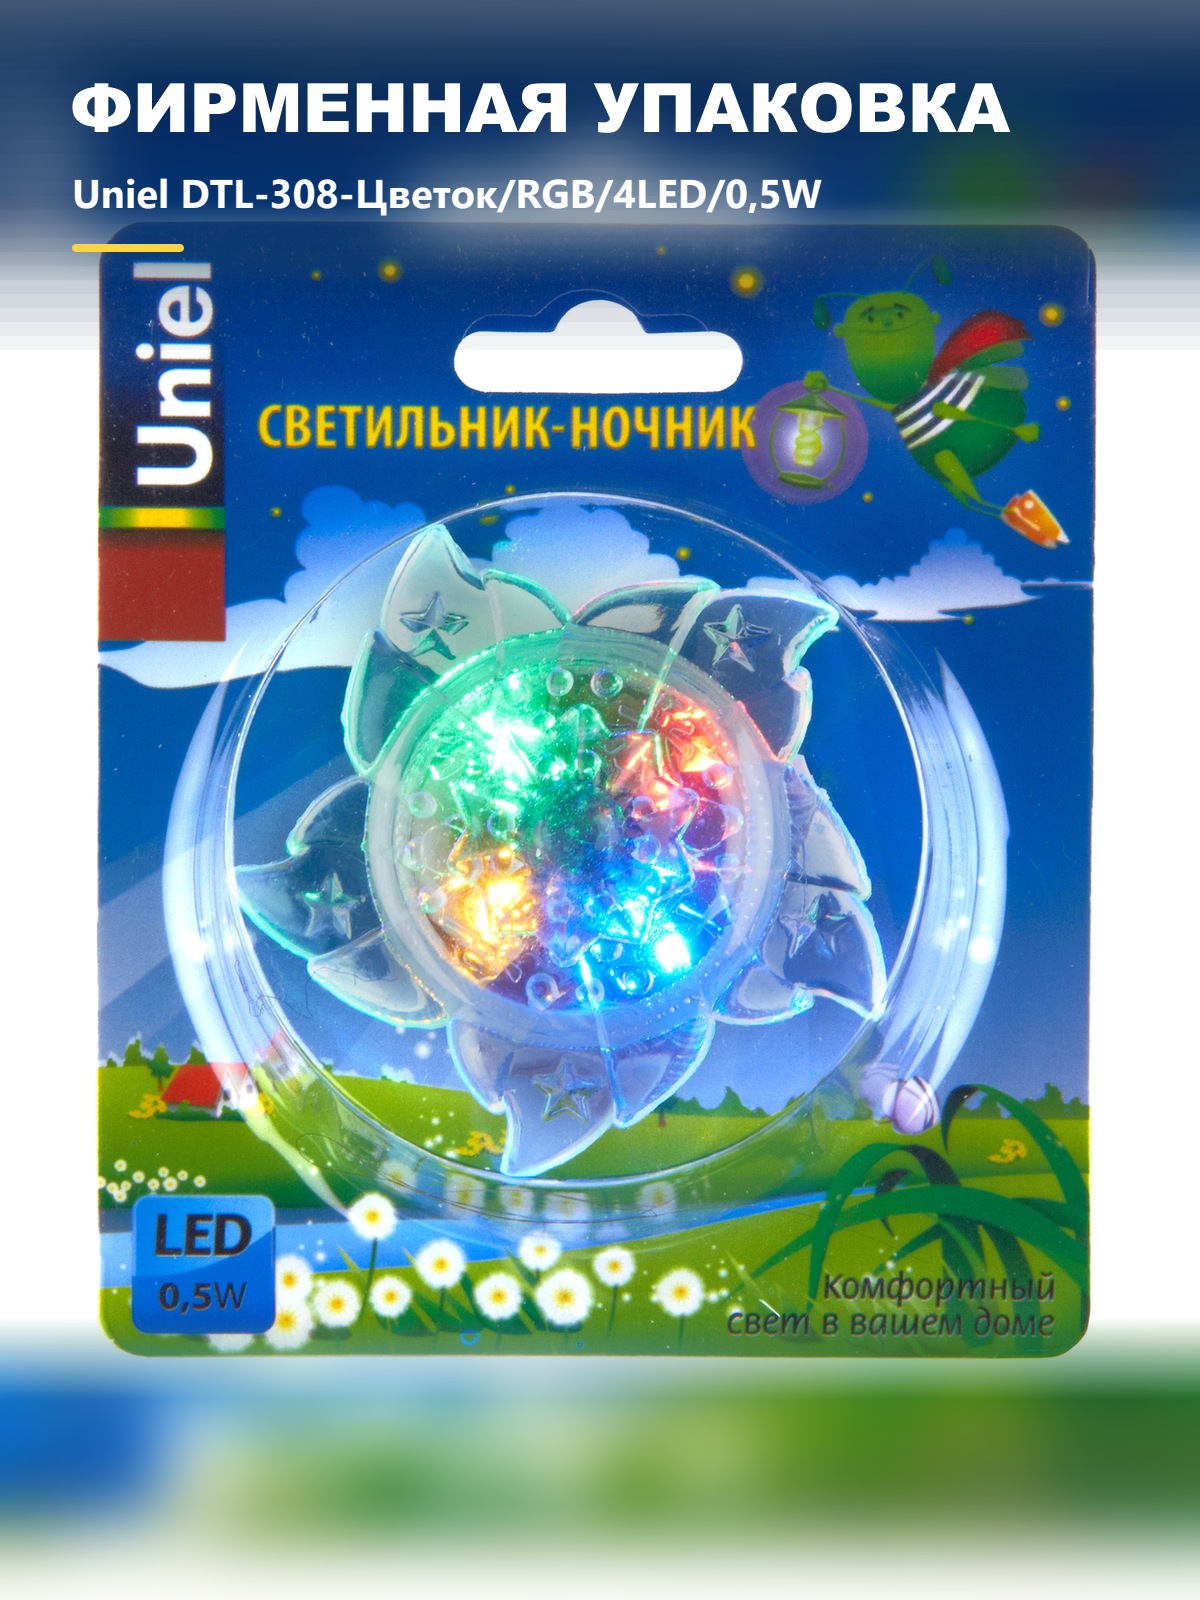 ФИРМЕННАЯ УПАКОВКА
Uniel DTL-308-Цветок/RGB/4LED/0,5W
Uniel
СВЕТИЛЬНИК-НОЧНИК
LED
0,5W
Комфортный
свет в вашем доме